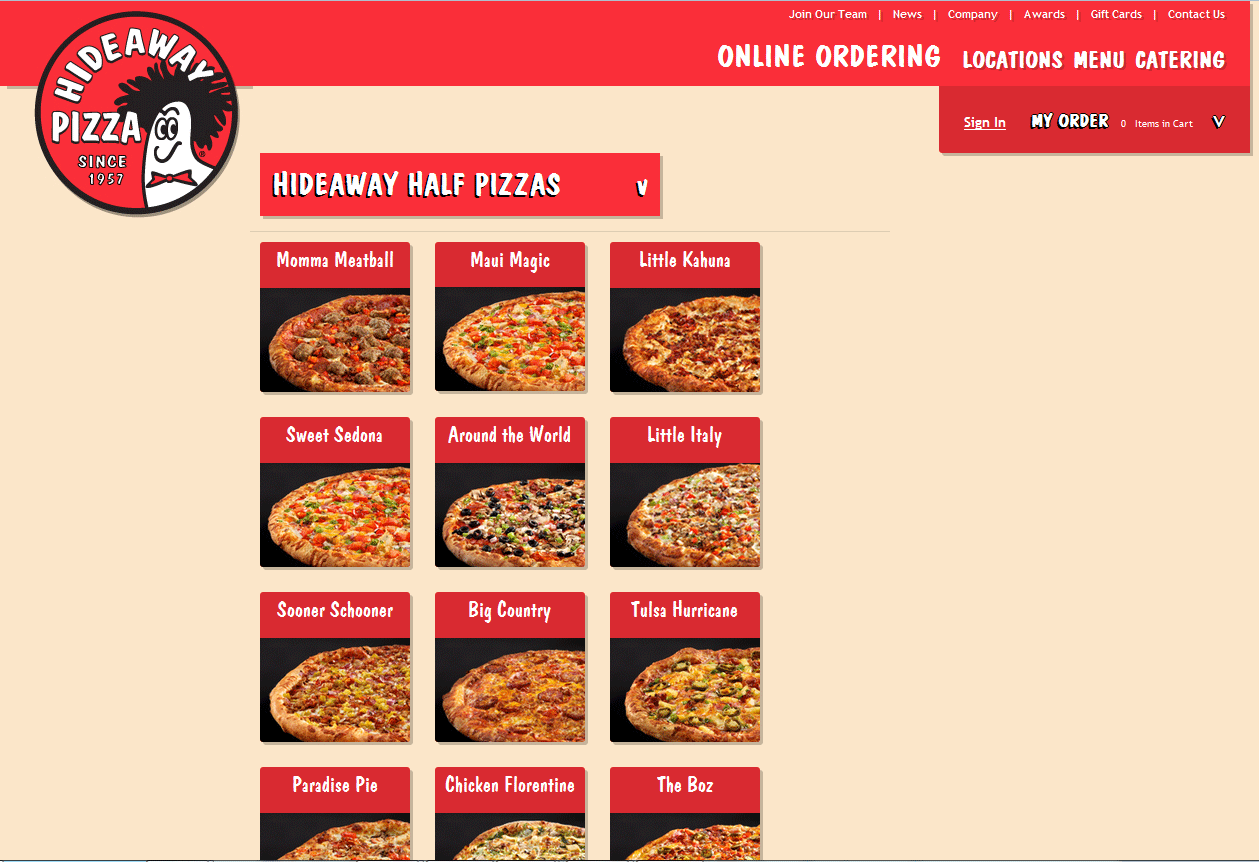 Join Our Team | News | Company | Awards | Gift Cards | Contact Us
ONLINE ORDERING LOCATIONS MENU CATERING
HIDEAWAY
PIZZA
SINCE
1957
®
Sign In MY ORDER 0 Items in Cart V
HIDEAWAY HALF PIZZAS V
Momma Meatball Maui Magic Little Kahuna
Sweet Sedona Around the World Little Italy
Sooner Schooner Big Country Tulsa Hurricane
Paradise Pie Chicken Florentine The Boz